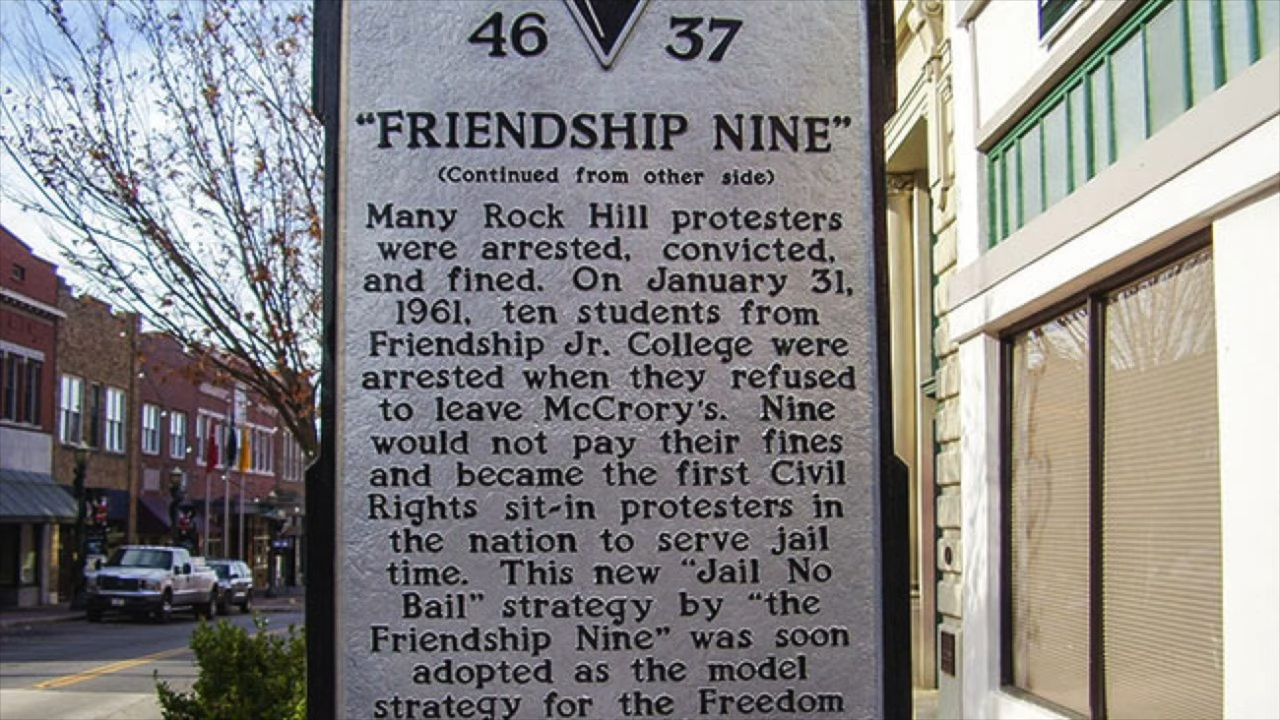 46 37
“FRIENDSHIP NINE”
(Continued from other side)
Many Rock Hill protesters
were arrested, convicted,
and fined. On January 31,
1961, ten students from
Friendship Jr. College were
arrested when they refused
to leave McCrory's. Nine
would not pay their fines
and became the first Civil
Rights sit-in protesters in
the nation to serve jail
time. This new “Jail No
Bail” strategy by “the
Friendship Nine” was soon
adopted as the model
strategy for the Freedom